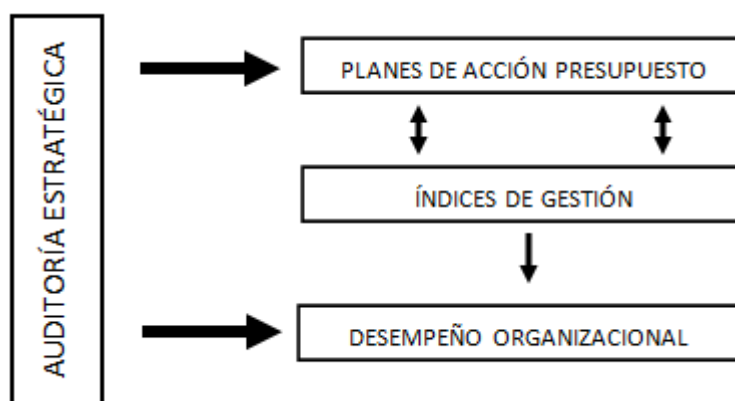 AUDITORÍA ESTRATÉGICA
PLANES DE ACCIÓN PRESUPUESTO
ÍNDICES DE GESTIÓN
DESEMPEÑO ORGANIZACIONAL